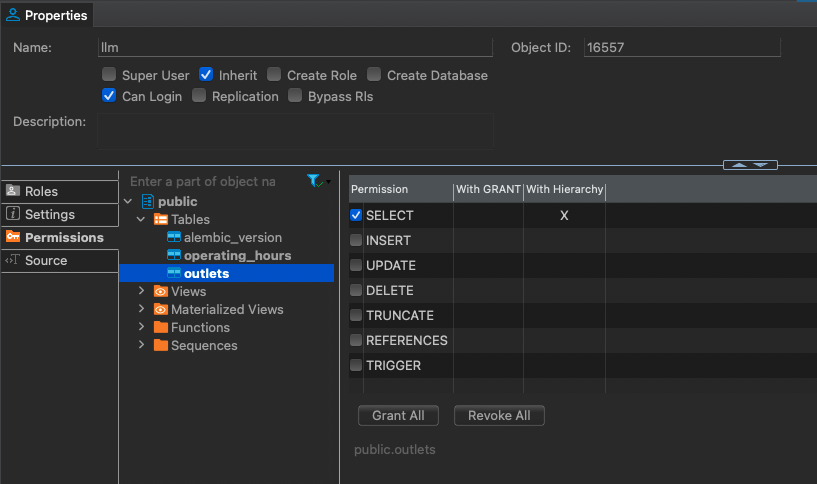 Properties
Name: llm Object ID: 16557
Super User Inherit Create Role Create Database
Can Login Replication Bypass Rls
Description:
Roles
Settings
Permissions
Source
Enter a part of object na
public
Tables
alembic_version
operating_hours
outlets
Views
Materialized Views
Functions
Sequences
Permission With GRANT With Hierarchy
SELECT X
INSERT
UPDATE
DELETE
TRUNCATE
REFERENCES
TRIGGER
Grant All Revoke All
public.outlets